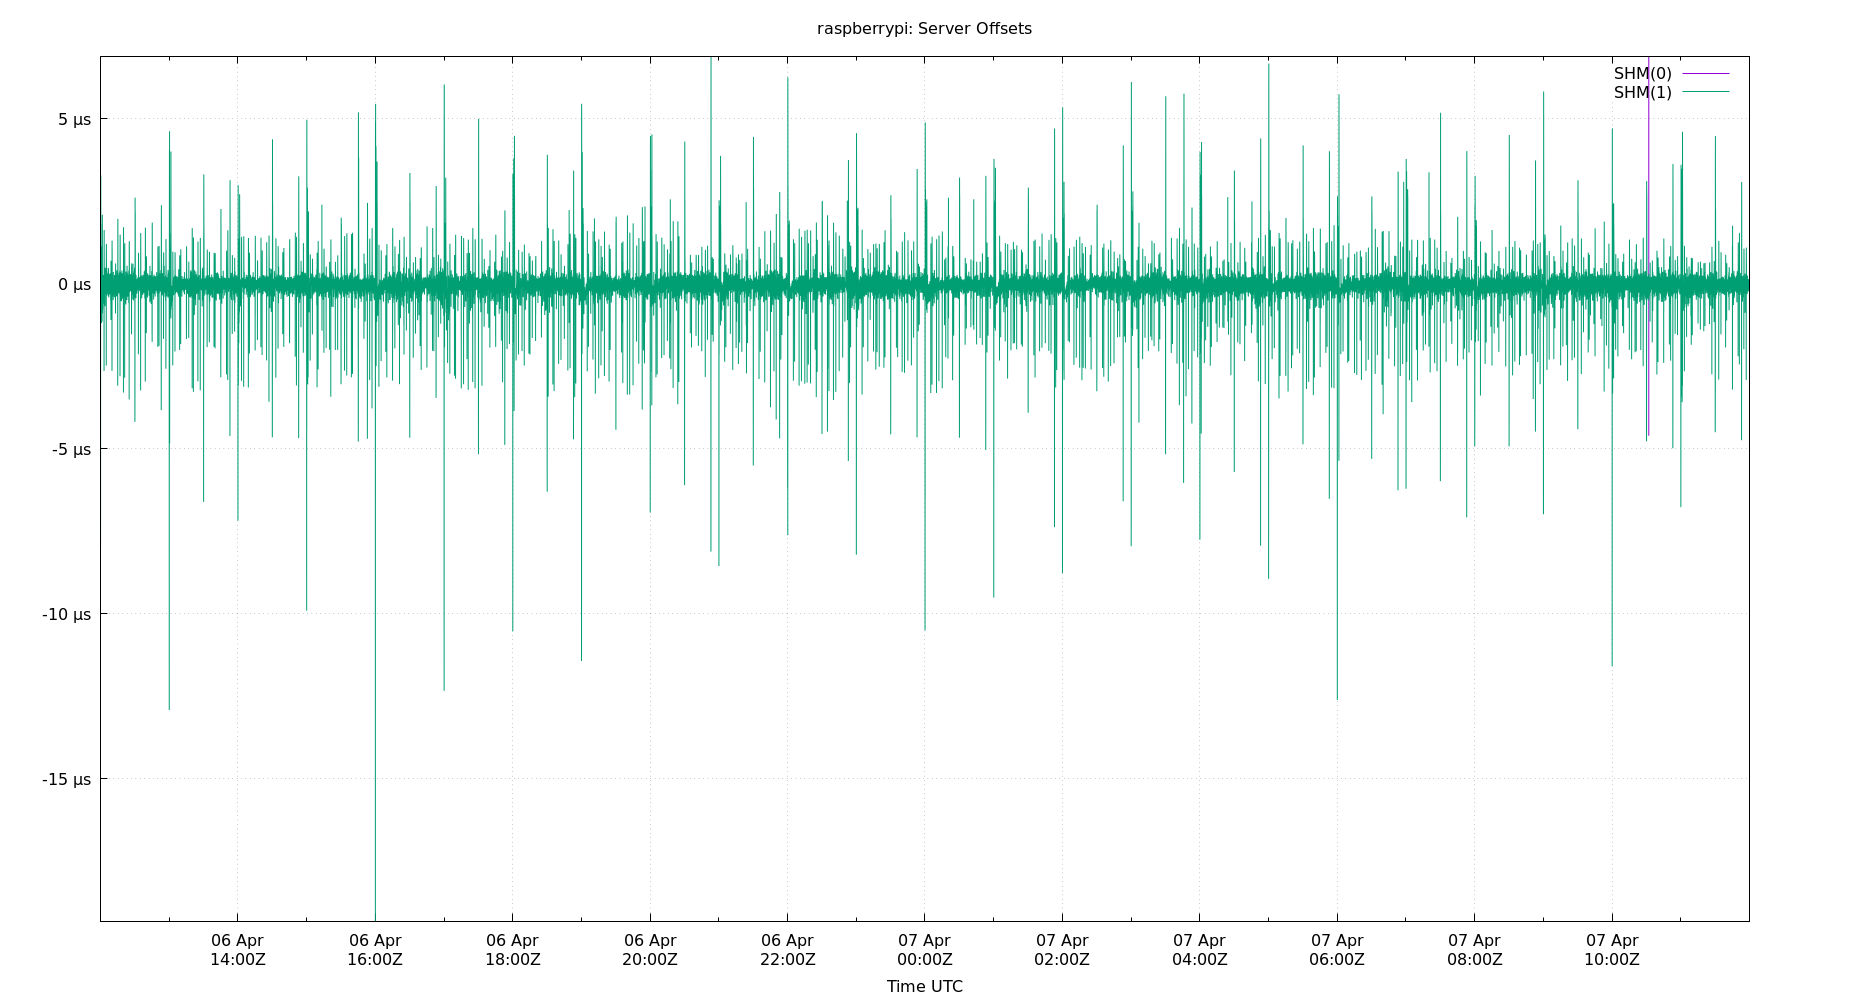 raspberrypi: Server Offsets
SHM(0)
SHM(1)
5 µs
0 µs
-5 µs
-10 µs
-15 µs
06 Apr 06 Apr 06 Apr 06 Apr 06 Apr 07 Apr 07 Apr 07 Apr 07 Apr 07 Apr 07 Apr
14:00Z 16:00Z 18:00Z 20:00Z 22:00Z 00:00Z 02:00Z 04:00Z 06:00Z 08:00Z 10:00Z
Time UTC